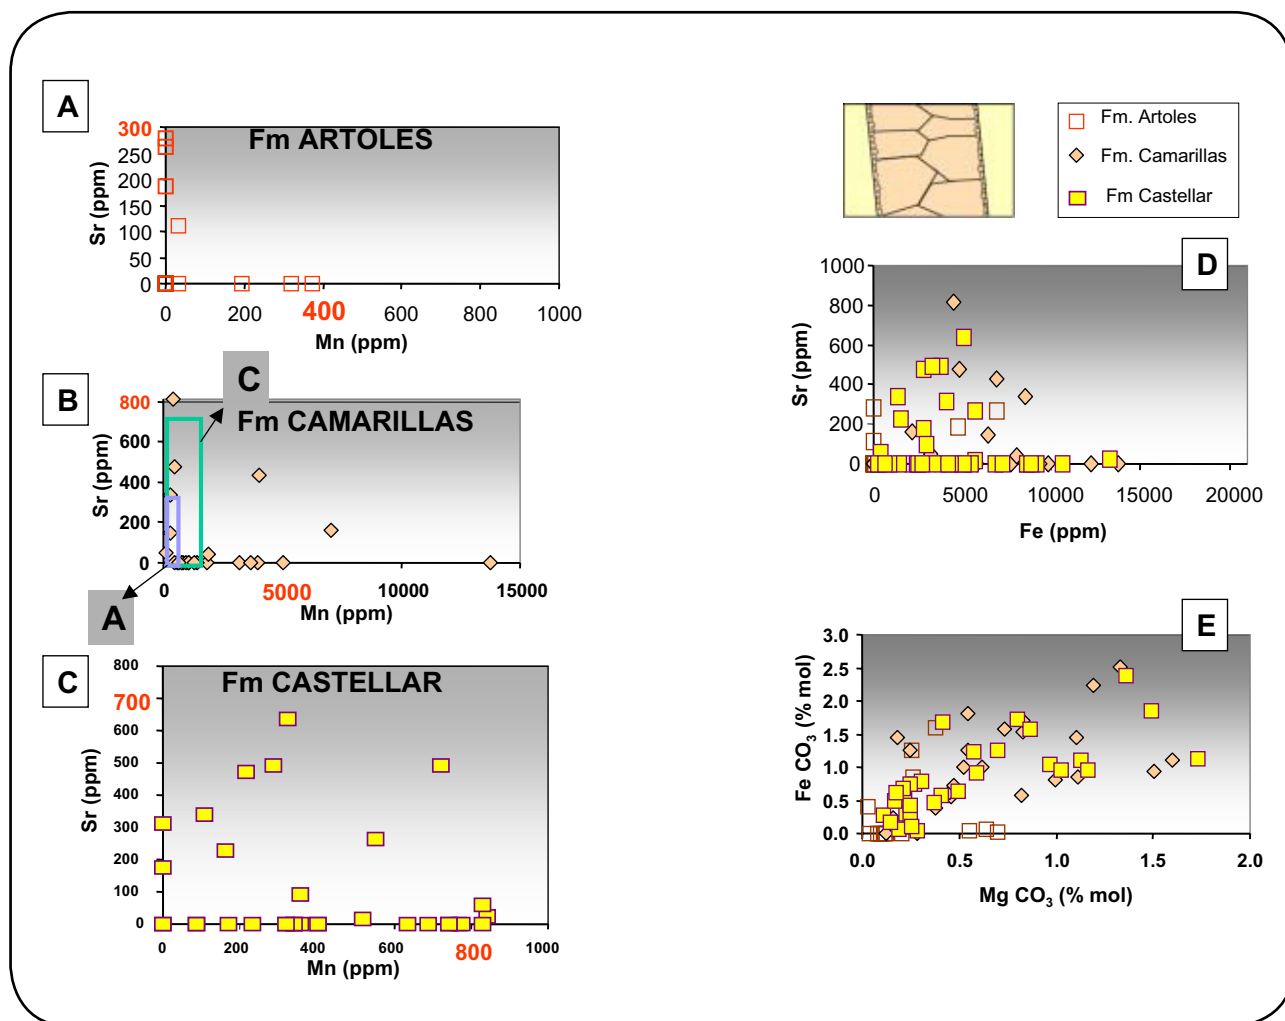 A
Fm ARTOLES
300
250
200
150
100
50
0
Sr (ppm)
0 200 400 600 800 1000
Mn (ppm)
B
C
Fm CAMARILLAS
800
600
400
200
0
Sr (ppm)
0 5000 10000 15000
Mn (ppm)
A
C
Fm CASTELLAR
800
700
600
500
400
300
200
100
0
Sr (ppm)
0 200 400 600 800 1000
Mn (ppm)
Fm. Artoles
Fm. Camarillas
Fm Castellar
D
1000
800
600
400
200
0
Sr (ppm)
0 5000 10000 15000 20000
Fe (ppm)
E
3.0
2.5
2.0
1.5
1.0
0.5
0.0
Fe CO3 (% mol)
0.0 0.5 1.0 1.5 2.0
Mg CO3 (% mol)